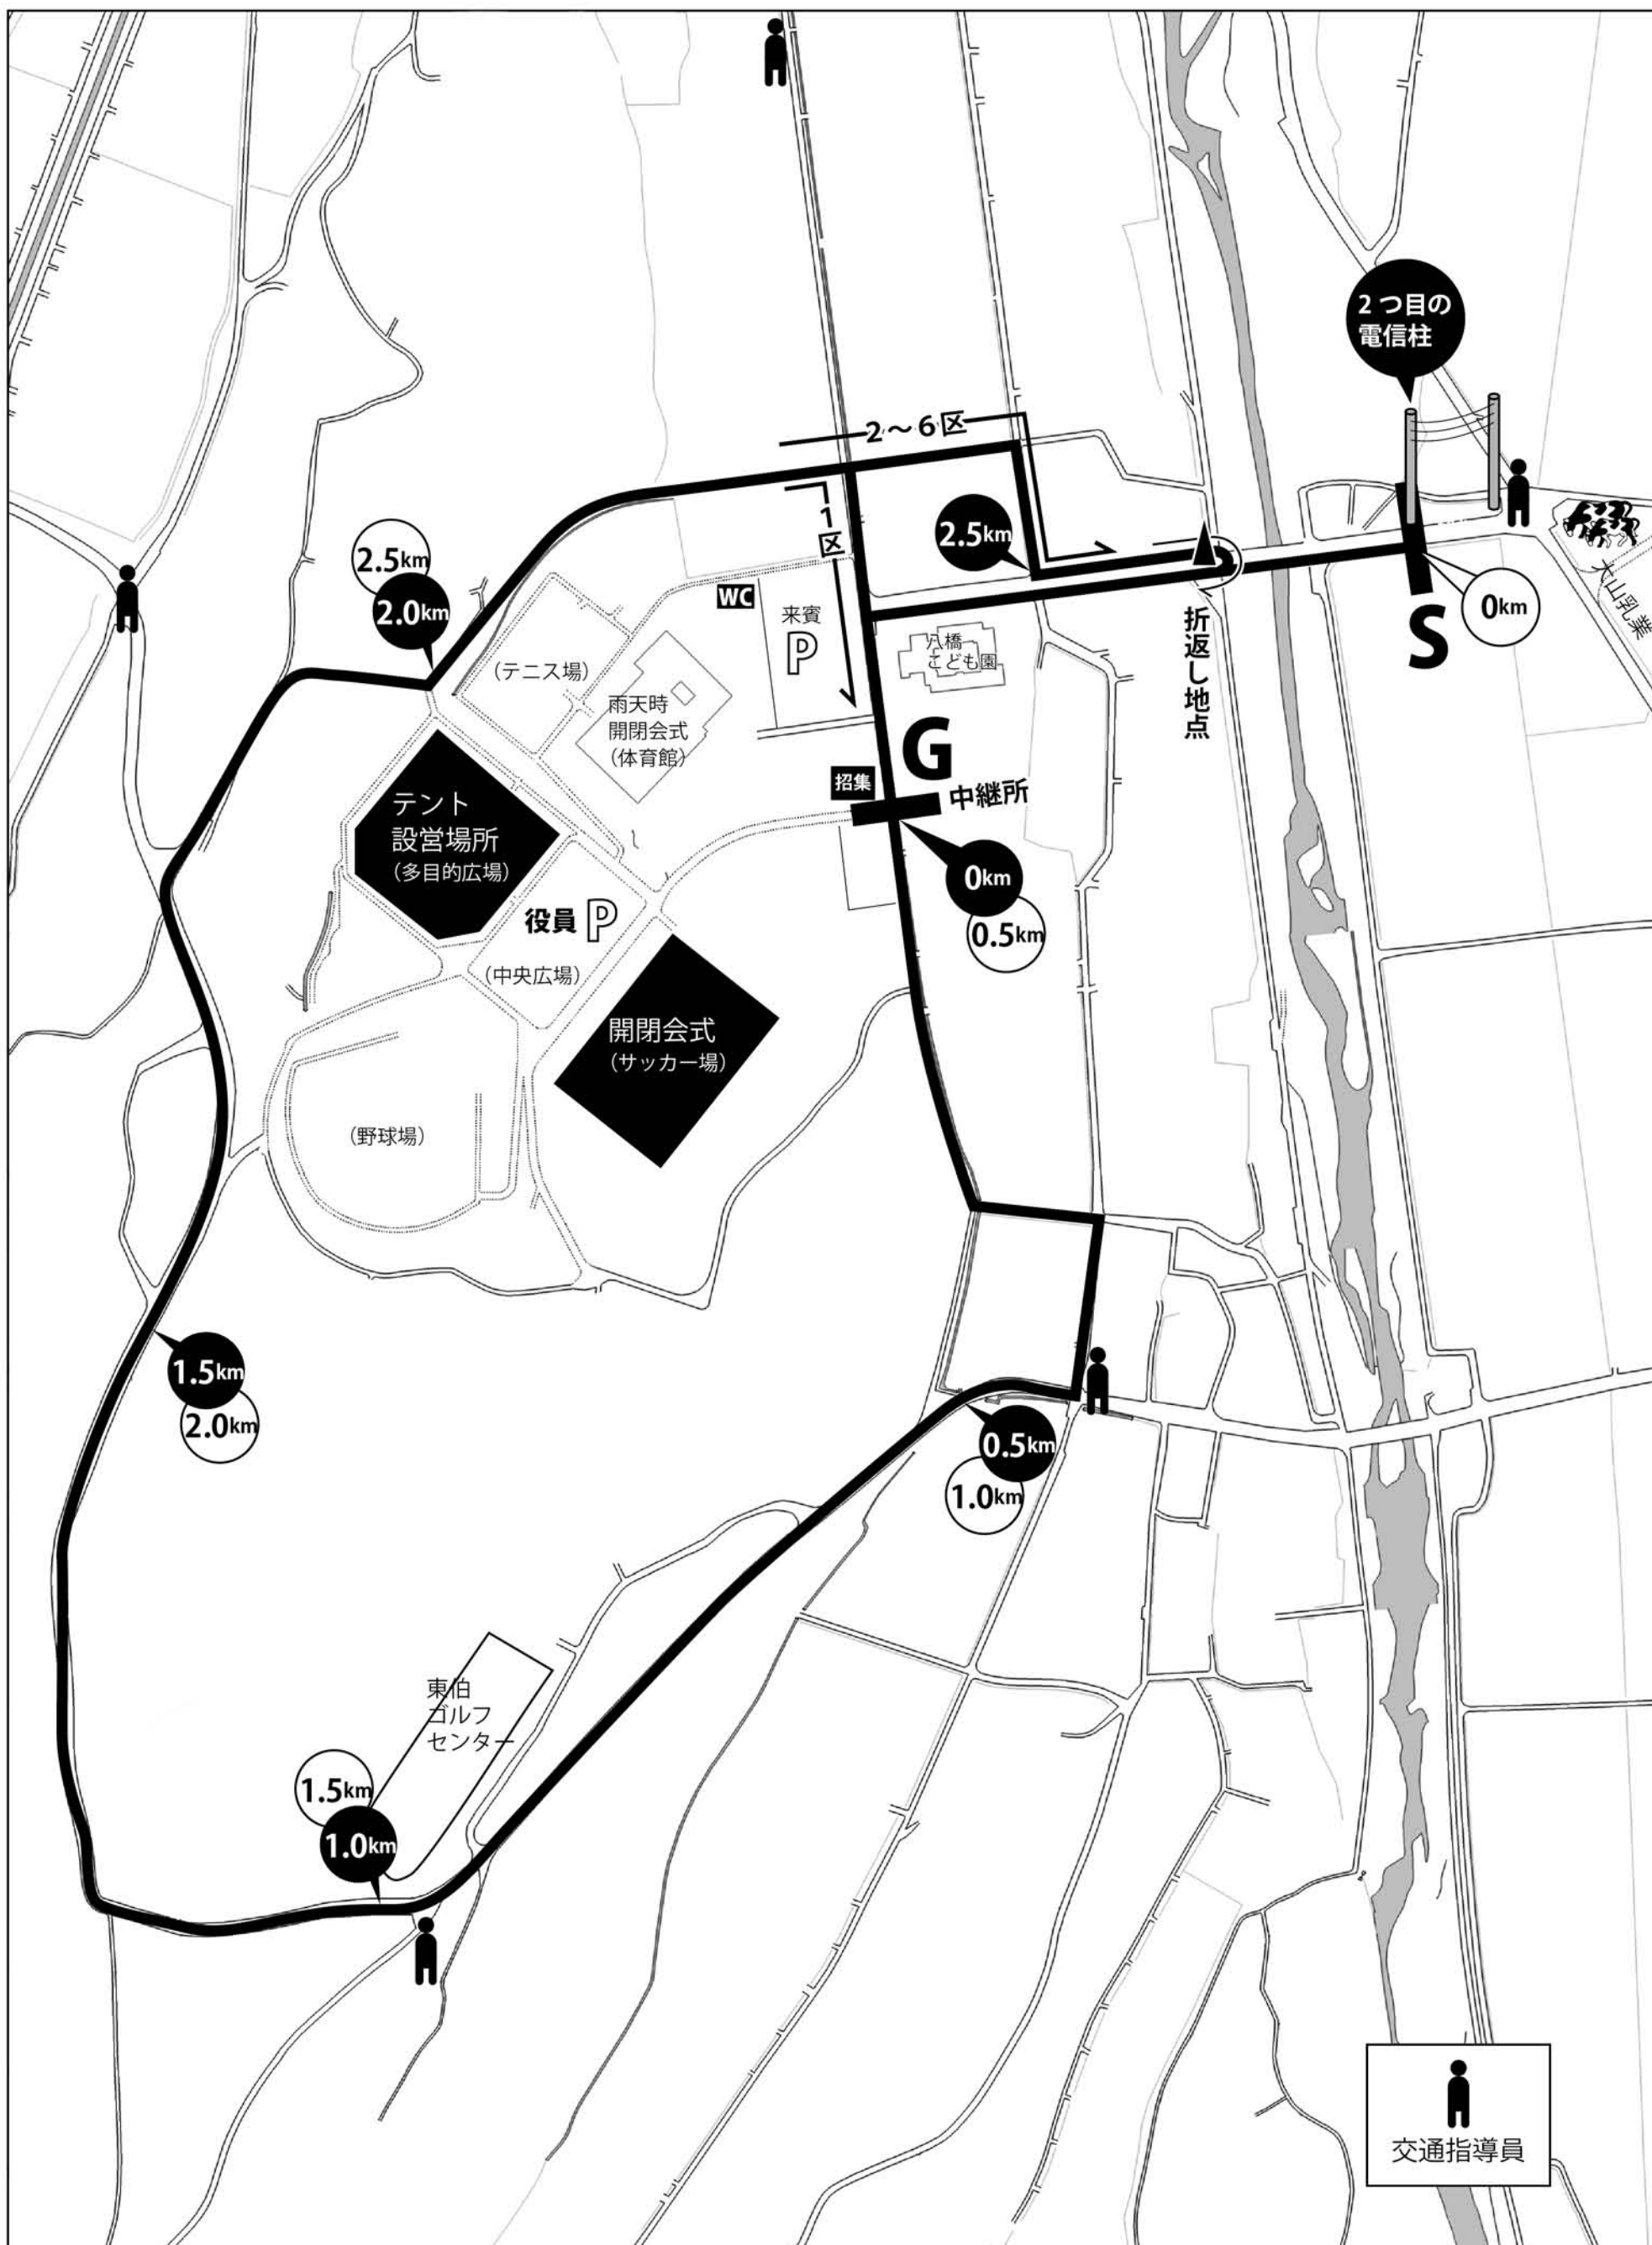 2つ目の
電信柱
2～6区
1区
2.5km
2.5km
2.0km
WC
来賓
P
八橋
こども園
折返し地点
S
0km
大山乳業
(テニス場)
雨天時
開閉会式
(体育館)
G
招集
中継所
テント
設営場所
(多目的広場)
0km
0.5km
役員 P
(中央広場)
開閉会式
(サッカー場)
(野球場)
1.5km
2.0km
0.5km
1.0km
東伯
ゴルフ
センター
1.5km
1.0km
交通指導員